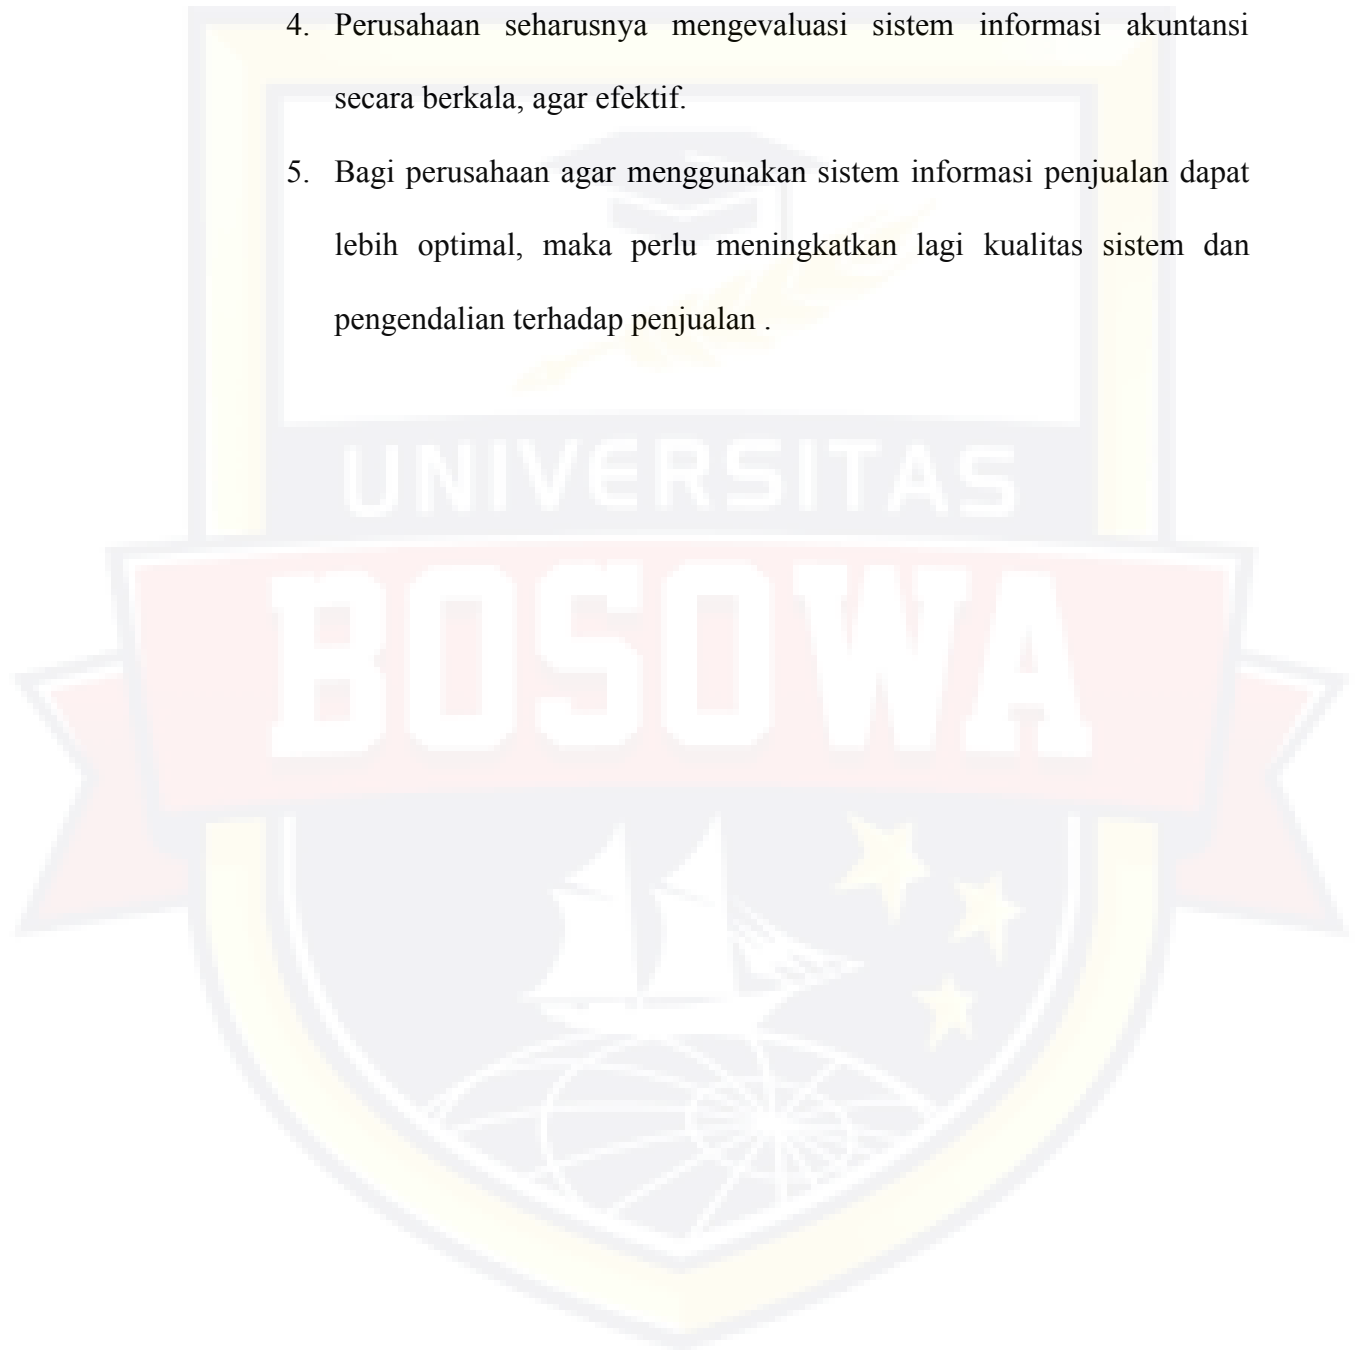 4. Perusahaan seharusnya mengevaluasi sistem informasi akuntansi
secara berkala, agar efektif.
5. Bagi perusahaan agar menggunakan sistem informasi penjualan dapat
lebih optimal, maka perlu meningkatkan lagi kualitas sistem dan
pengendalian terhadap penjualan .
UNIVERSITAS
BOSOWA